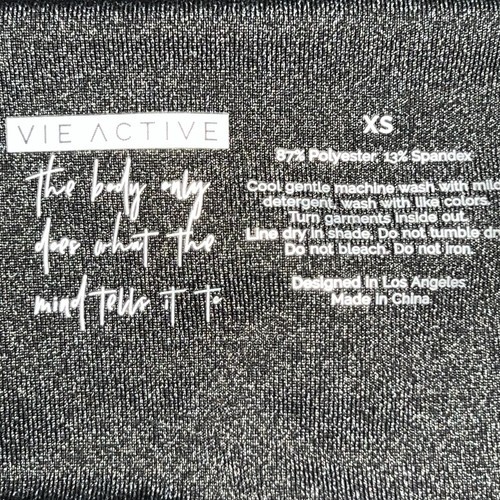 VIE ACTIVE
the body only
does what the
mind tells it to
XS
87% Polyester, 13% Spandex
Cool gentle machine wash with mild
detergent, wash with like colors.
Turn garments inside out.
Line dry in shade. Do not tumble dry
Do not bleach. Do not iron.
Designed in Los Angeles
Made in China